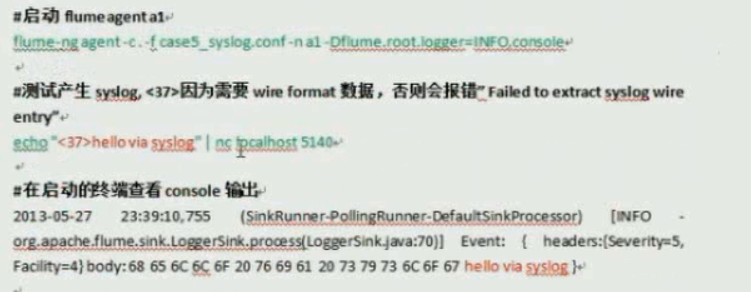 #启动 flume agent a1
flume-ng agent -c . -f case5_syslog.conf -n a1 -Dflume.root.logger=INFO,console
#测试产生 syslog, <37>因为需要 wire format 数据，否则会报错" Failed to extract syslog wire
entry"
echo "<37>hello via syslog" | nc localhost 5140
#在启动的终端查看 console 输出
2013-05-27 23:39:10,755 (SinkRunner-PollingRunner-DefaultSinkProcessor) [INFO -
org.apache.flume.sink.LoggerSink.process(LoggerSink.java:70)] Event: { headers:{Severity=5,
Facility=4} body: 68 65 6C 6C 6F 20 76 69 61 20 73 79 73 6C 6F 67 hello via syslog }